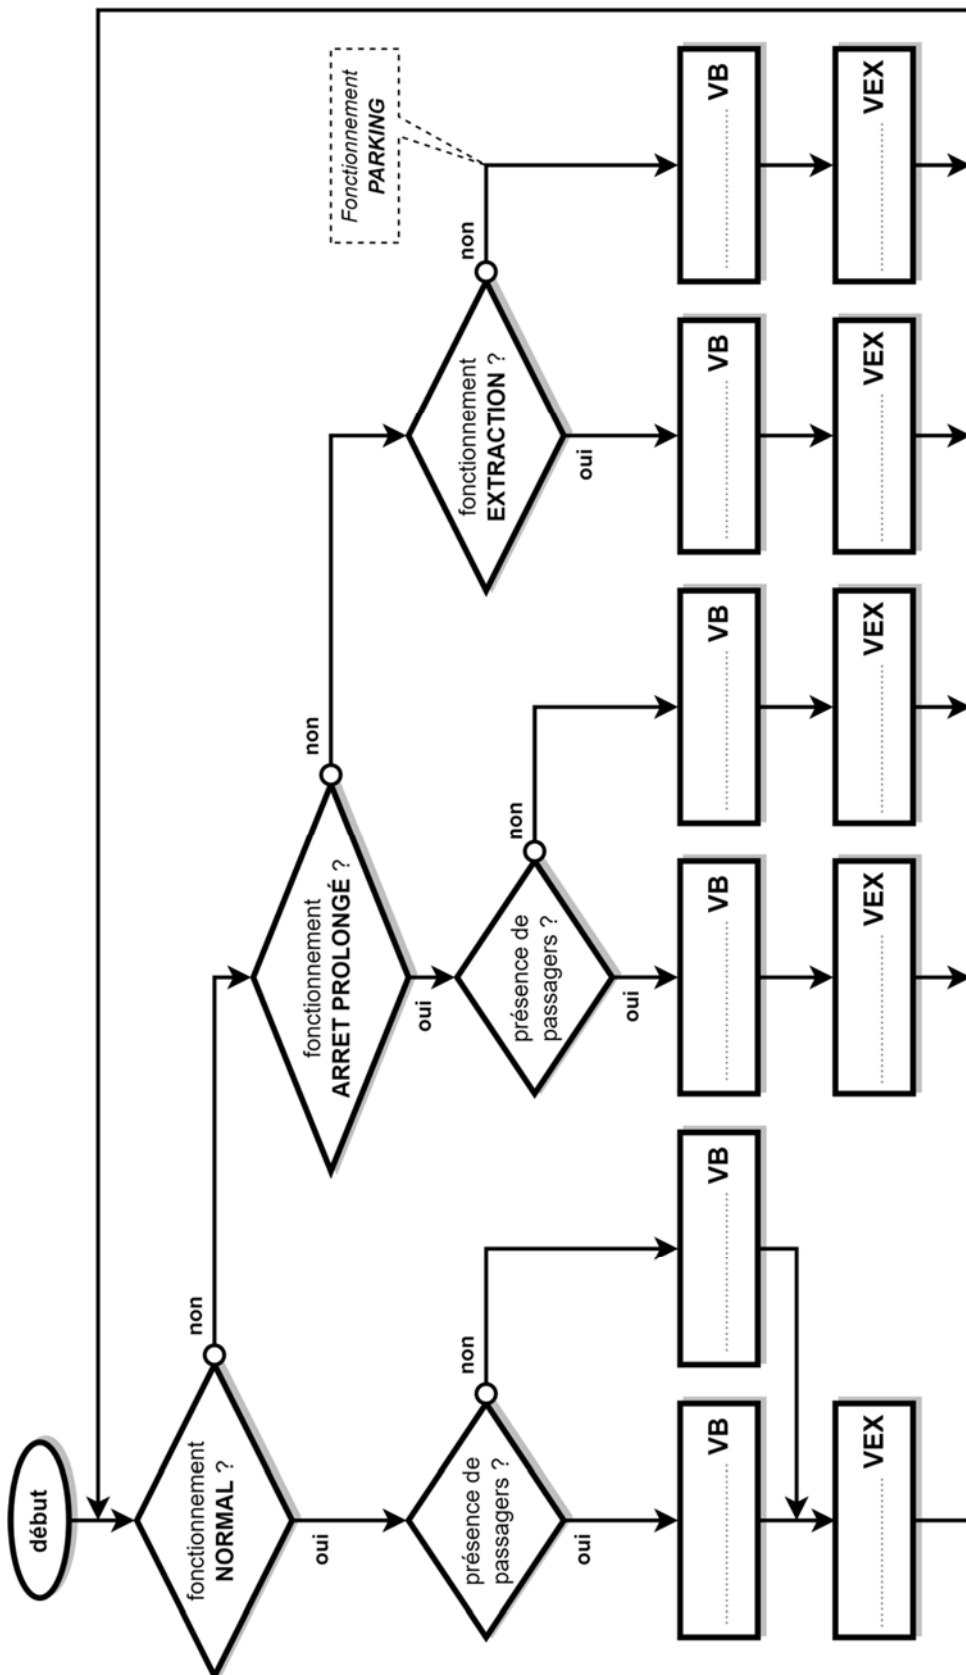 début
fonctionnement
NORMAL ?
non
oui
fonctionnement
ARRET PROLONGÉ ?
non
oui
fonctionnement
EXTRACTION ?
non
oui
Fonctionnement
PARKING
présence de
passagers ?
non
oui
présence de
passagers ?
non
oui
VB
VB
VB
VB
VB
VB
VEX
VEX
VEX
VEX
VEX